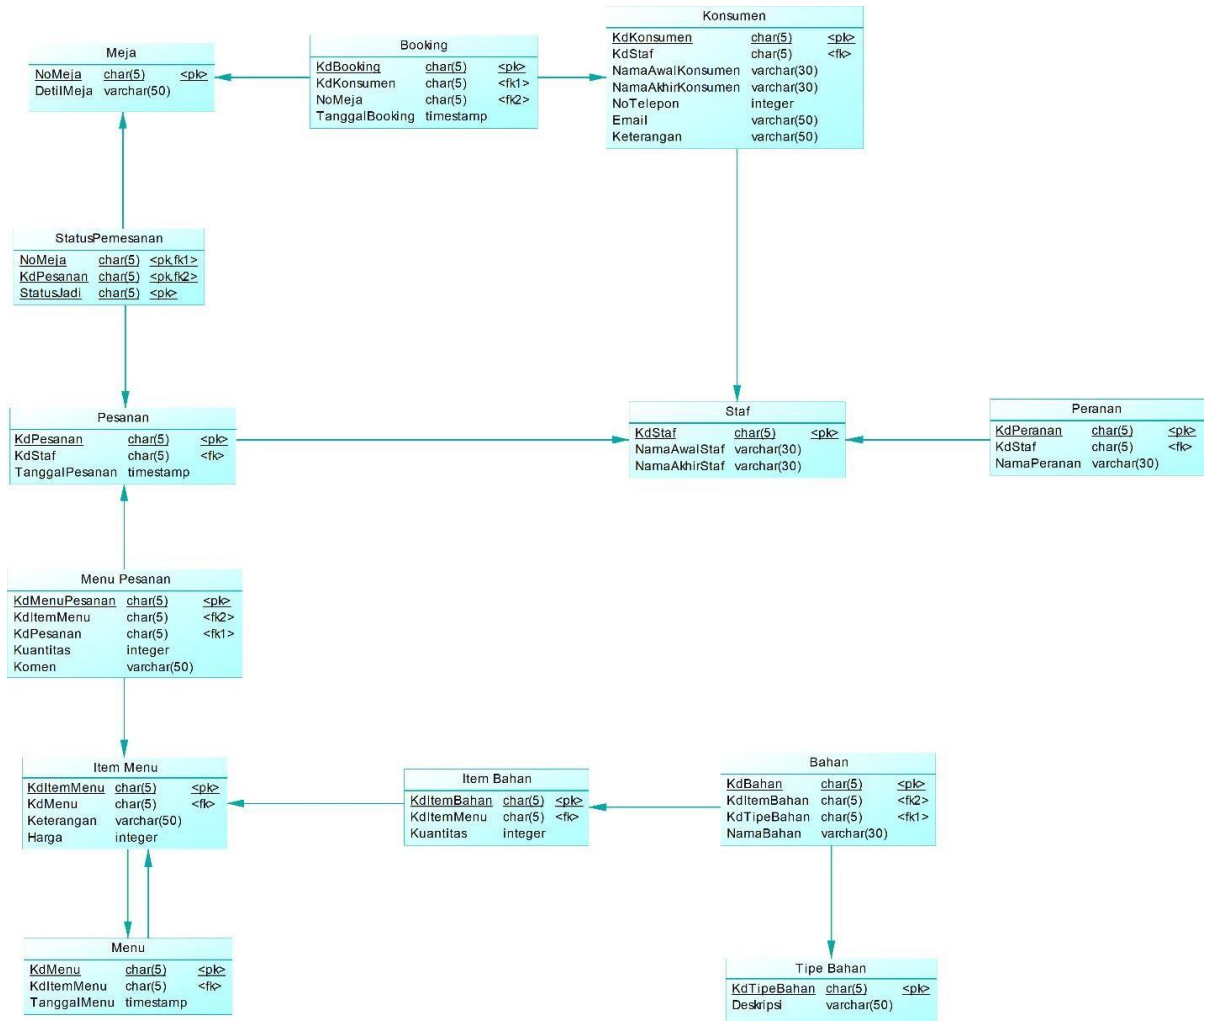 Meja
NoMeja char(5) <pk>
DetilMeja varchar(50)
Booking
KdBooking char(5) <pk>
KdKonsumen char(5) <fk1>
NoMeja char(5) <fk2>
TanggalBooking timestamp
Konsumen
KdKonsumen char(5) <pk>
KdStaf char(5) <fk>
NamaAwalKonsumen varchar(30)
NamaAkhirKonsumen varchar(30)
NoTelepon integer
Email varchar(50)
Keterangan varchar(50)
StatusPemesanan
NoMeja char(5) <pk,fk1>
KdPesanan char(5) <pk,fk2>
StatusJadi char(5) <pk>
Pesanan
KdPesanan char(5) <pk>
KdStaf char(5) <fk>
TanggalPesanan timestamp
Staf
KdStaf char(5) <pk>
NamaAwalStaf varchar(30)
NamaAkhirStaf varchar(30)
Peranan
KdPeranan char(5) <pk>
KdStaf char(5) <fk>
NamaPeranan varchar(30)
Menu Pesanan
KdMenuPesanan char(5) <pk>
KdItemMenu char(5) <fk2>
KdPesanan char(5) <fk1>
Kuantitas integer
Komen varchar(50)
Item Menu
KdItemMenu char(5) <pk>
KdMenu char(5) <fk>
Keterangan varchar(50)
Harga integer
Item Bahan
KdItemBahan char(5) <pk>
KdItemMenu char(5) <fk>
Kuantitas integer
Bahan
KdBahan char(5) <pk>
KdItemBahan char(5) <fk2>
KdTipeBahan char(5) <fk1>
NamaBahan varchar(30)
Menu
KdMenu char(5) <pk>
KdItemMenu char(5) <fk>
TanggalMenu timestamp
Tipe Bahan
KdTipeBahan char(5) <pk>
Deskripsi varchar(50)